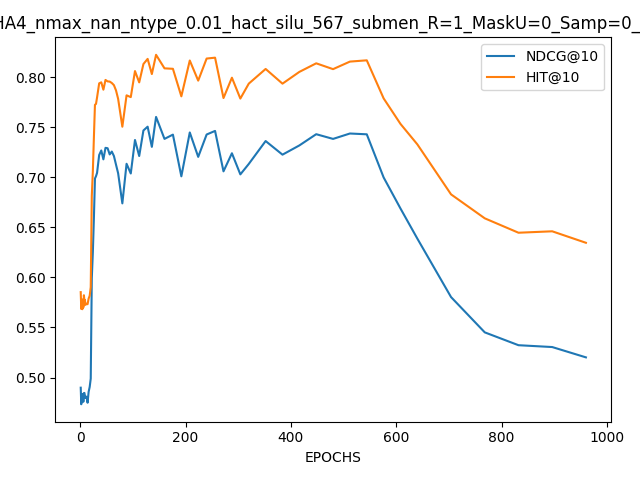 HA4_nmax_nan_ntype_0.01_hact_silu_567_submen_R=1_MaskU=0_Samp=0_
NDCG@10
HIT@10
0.80
0.75
0.70
0.65
0.60
0.55
0.50
0 200 400 600 800 1000
EPOCHS